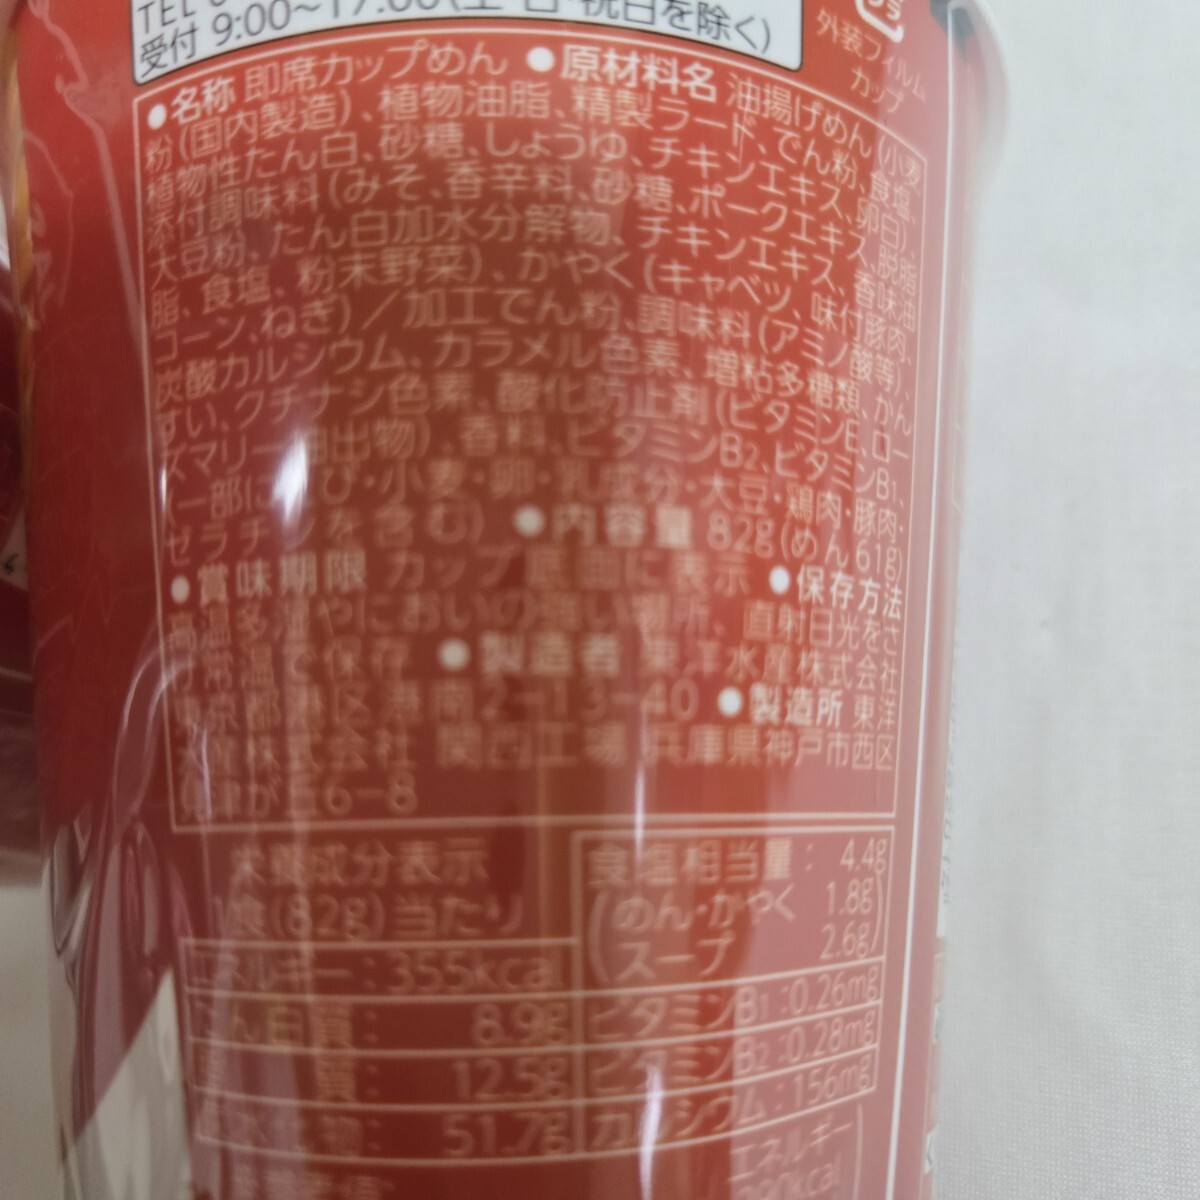 受付 9:00~17:00(土・日・祝日を除く)
外装フィルム
カップ
●名称 即席カップめん ●原材料名 油揚げめん(小麦
粉(国内製造)、植物油脂、精製ラード、でん粉、食塩、
植物性たん白、砂糖、しょうゆ、チキンエキス、卵白)、
添付調味料(みそ、香辛料、砂糖、ポークエキス、脱脂
大豆粉、たん白加水分解物、チキンエキス、香味油
脂、食塩、粉末野菜)、かやく(キャベツ、味付豚肉、
コーン、ねぎ)/加工でん粉、調味料(アミノ酸等)、
炭酸カルシウム、カラメル色素、増粘多糖類、かん
すい、クチナシ色素、酸化防止剤(ビタミンE、ロー
ズマリー抽出物)、香料、ビタミンB2、ビタミンB1、
(一部にえび・小麦・卵・乳成分・大豆・鶏肉・豚肉・
ゼラチンを含む) ●内容量 82g(めん61g)
●賞味期限 カップ底面に表示 ●保存方法
高温多湿やにおいの強い場所、直射日光をさ
け常温で保存 ●製造者 東洋水産株式会社
東京都港区港南2-13-40 ●製造所 東洋
水産株式会社 関西工場 兵庫県神戸市西区
見津が丘6-8
栄養成分表示
1食(82g)当たり
エネルギー:355kcal
たん白質: 8.9g
脂 質: 12.5g
炭水化物: 51.7g
食塩相当量: 4.4g
(めん・かやく 1.8g
スープ 2.6g)
ビタミンB1:0.26mg
ビタミンB2:0.28mg
カルシウム:156mg
エネルギー